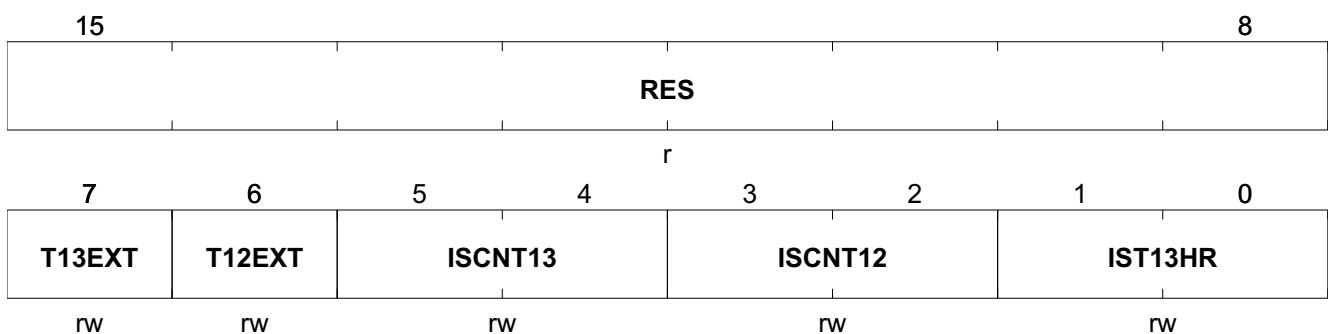 15 8
RES
r
7 6 5 4 3 2 1 0
T13EXT T12EXT ISCNT13 ISCNT12 IST13HR
rw rw rw rw rw